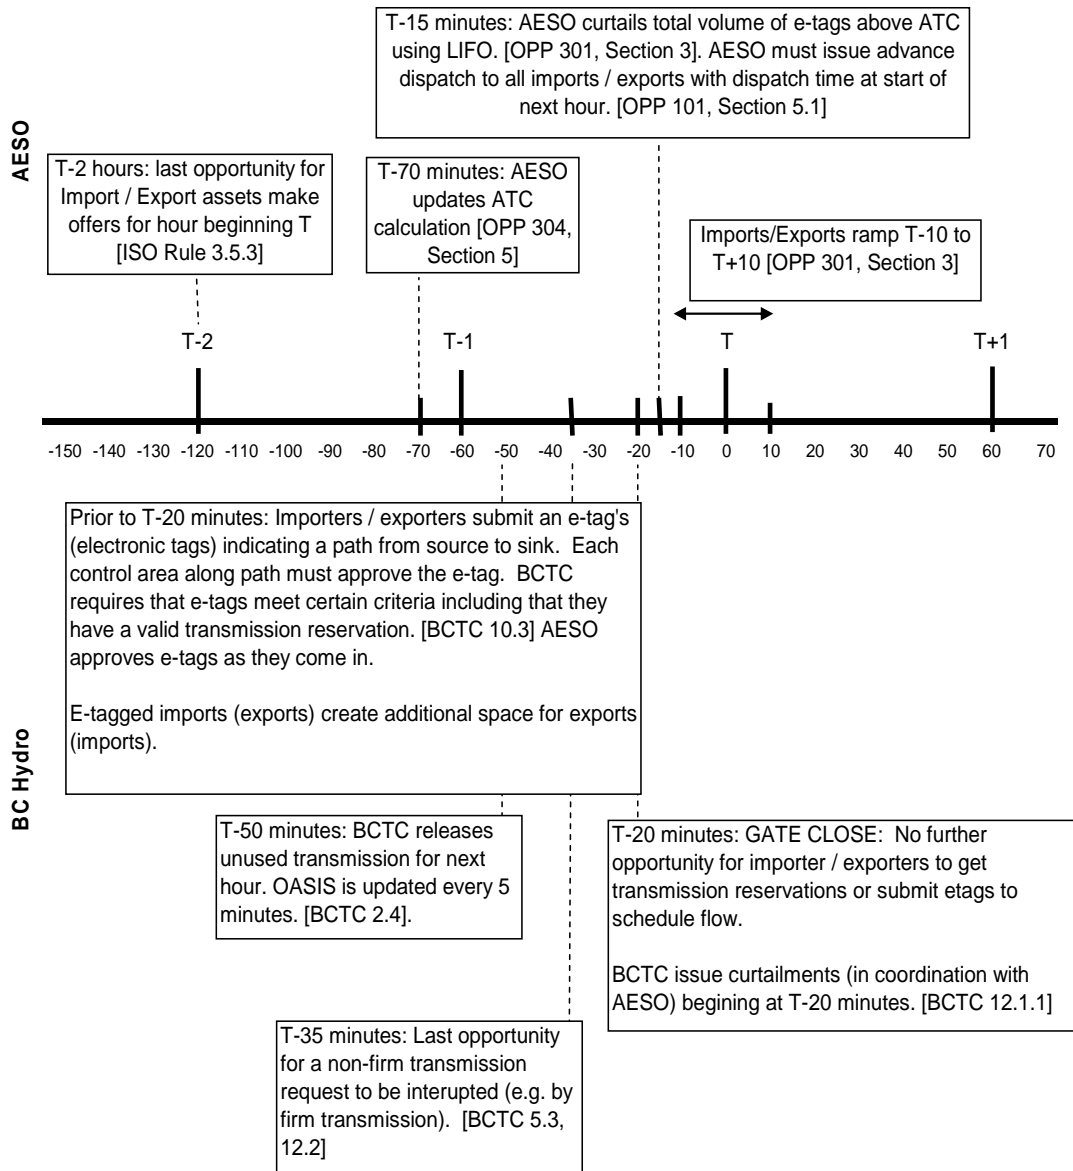 T-15 minutes: AESO curtails total volume of e-tags above ATC
using LIFO. [OPP 301, Section 3]. AESO must issue advance
dispatch to all imports / exports with dispatch time at start of
next hour. [OPP 101, Section 5.1]
AESO
T-2 hours: last opportunity for
Import / Export assets make
offers for hour beginning T
[ISO Rule 3.5.3]
T-70 minutes: AESO
updates ATC
calculation [OPP 304,
Section 5]
Imports/Exports ramp T-10 to
T+10 [OPP 301, Section 3]
T-2 T-1 T T+1
-150 -140 -130 -120 -110 -100 -90 -80 -70 -60 -50 -40 -30 -20 -10 0 10 20 30 40 50 60 70
Prior to T-20 minutes: Importers / exporters submit an e-tag's
(electronic tags) indicating a path from source to sink.  Each
control area along path must approve the e-tag.  BCTC
requires that e-tags meet certain criteria including that they
have a valid transmission reservation. [BCTC 10.3] AESO
approves e-tags as they come in.
E-tagged imports (exports) create additional space for exports
(imports).
BC Hydro
T-50 minutes: BCTC releases
unused transmission for next
hour. OASIS is updated every 5
minutes. [BCTC 2.4].
T-20 minutes: GATE CLOSE:  No further
opportunity for importer / exporters to get
transmission reservations or submit etags to
schedule flow.
BCTC issue curtailments (in coordination with
AESO) begining at T-20 minutes. [BCTC 12.1.1]
T-35 minutes: Last opportunity
for a non-firm transmission
request to be interupted (e.g. by
firm transmission).  [BCTC 5.3,
12.2]